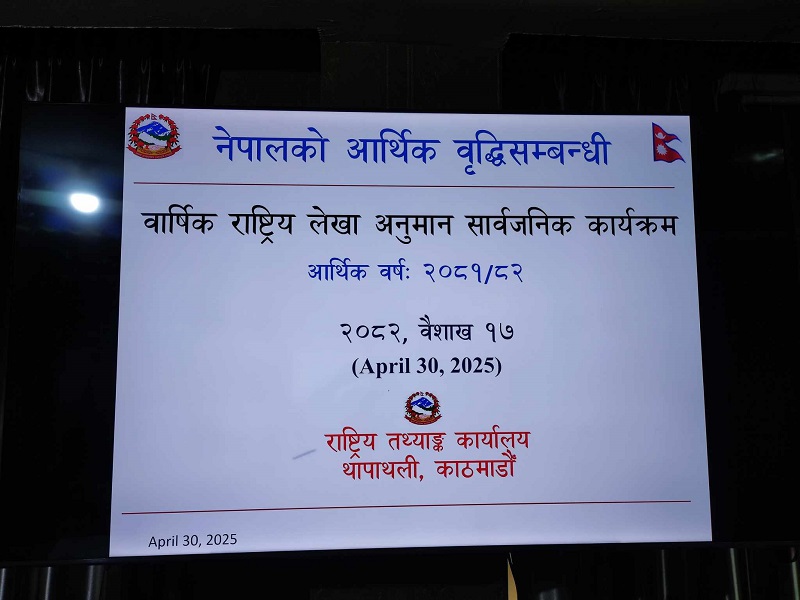 नेपालको आर्थिक वृद्धिसम्बन्धी
वार्षिक राष्ट्रिय लेखा अनुमान सार्वजनिक कार्यक्रम
आर्थिक वर्षः २०८१/८२
२०८२, वैशाख १७
(April 30, 2025)
राष्ट्रिय तथ्याङ्क कार्यालय
थापाथली, काठमाडौं
April 30, 2025